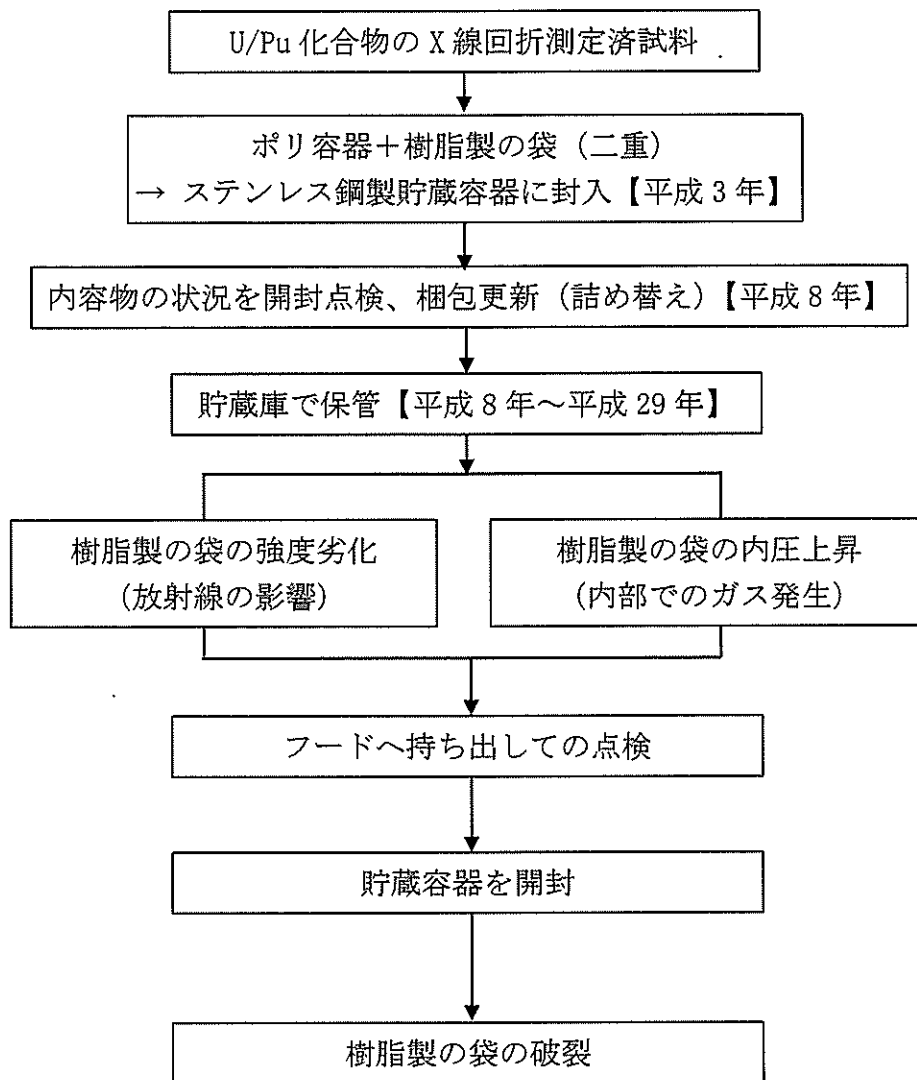 U/Pu 化合物の X 線回折測定済試料
ポリ容器+樹脂製の袋（二重）
→ ステンレス鋼製貯蔵容器に封入【平成 3 年】
内容物の状況を開封点検、梱包更新（詰め替え）【平成 8 年】
貯蔵庫で保管【平成 8 年～平成 29 年】
樹脂製の袋の強度劣化
(放射線の影響)
樹脂製の袋の内圧上昇
(内部でのガス発生)
フードへ持ち出しての点検
貯蔵容器を開封
樹脂製の袋の破裂